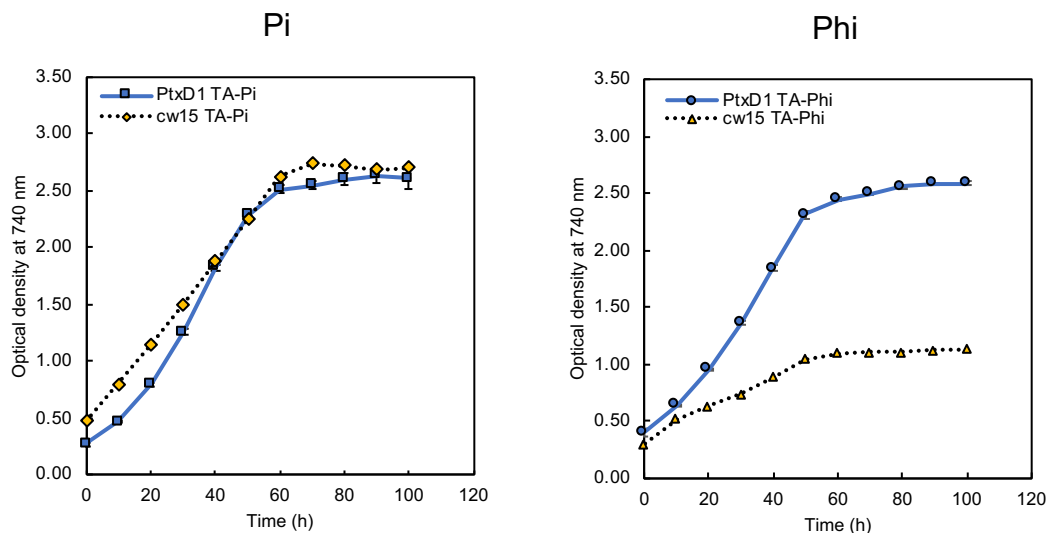 Pi
3.50
3.00
2.50
2.00
1.50
1.00
0.50
0.00
Optical density at 740 nm
PtxD1 TA-Pi
cw15 TA-Pi
0 20 40 60 80 100 120
Time (h)
Phi
3.50
3.00
2.50
2.00
1.50
1.00
0.50
0.00
Optical density at 740 nm
PtxD1 TA-Phi
cw15 TA-Phi
0 20 40 60 80 100 120
Time (h)